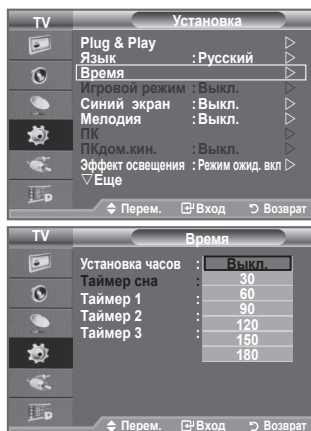 TV Установка
Plug & Play
Язык : Русский
Время
Игровой режим : Выкл.
Синий экран : Выкл.
Мелодия : Выкл.
ПК
ПКдом.кин. : Выкл.
Эффект освещения : Режим ожид. вкл
Еще
Перем. Вход Возврат
TV Время
Установка часов : Выкл.
Таймер сна : 30
Таймер 1 : 60
90
Таймер 2 : 120
Таймер 3 : 150
180
Перем. Вход Возврат